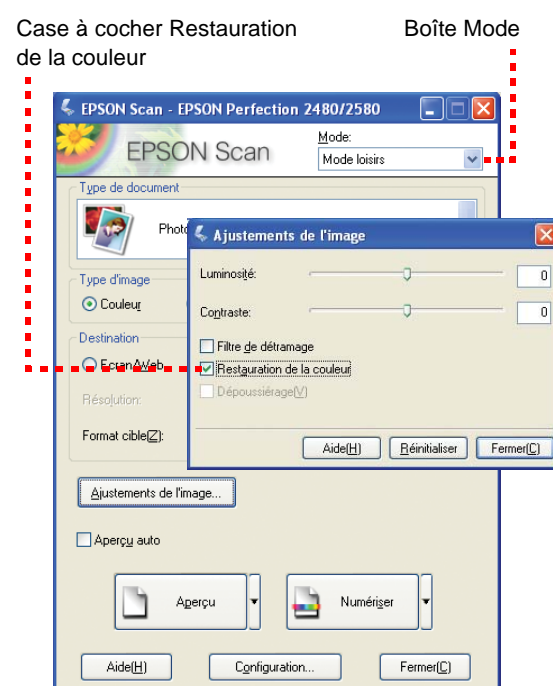 Case à cocher Restauration
de la couleur
Boîte Mode
EPSON Scan - EPSON Perfection 2480/2580
EPSON Scan
Mode:
Mode loisirs
Type de document
Photo
Type d'image
Couleur
Destination
Ecran/Web
Résolution:
Format cible(Z):
Ajustements de l'image
Luminosité:
0
Contraste:
0
Filtre de détramage
Restauration de la couleur
Dépoussiérage(V)
Aide(H)
Réinitialiser
Fermer(C)
Ajustements de l'image...
Aperçu auto
Aperçu
Numériser
Aide(H)
Configuration...
Fermer(C)